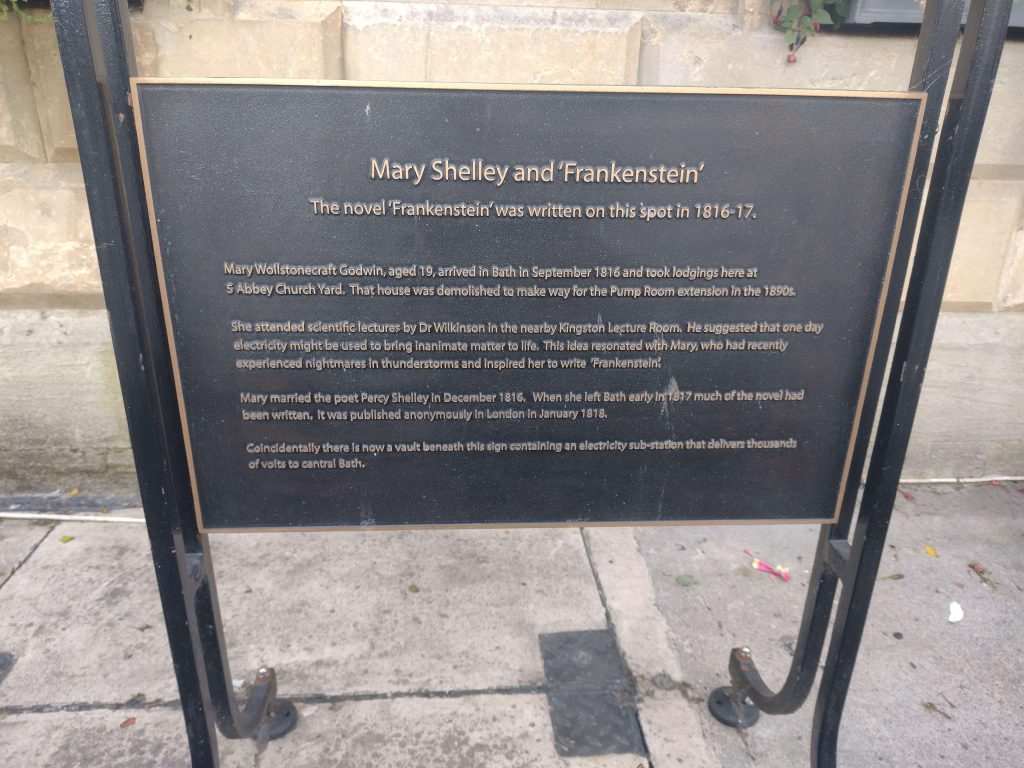 Mary Shelley and 'Frankenstein'
The novel 'Frankenstein' was written on this spot in 1816-17.
Mary Wollstonecraft Godwin, aged 19, arrived in Bath in September 1816 and took lodgings here at
5 Abbey Church Yard. That house was demolished to make way for the Pump Room extension in the 1890s.
She attended scientific lectures by Dr Wilkinson in the nearby Kingston Lecture Room. He suggested that one day
electricity might be used to bring inanimate matter to life. This idea resonated with Mary, who had recently
experienced nightmares in thunderstorms and inspired her to write 'Frankenstein'.
Mary married the poet Percy Shelley in December 1816. When she left Bath early in 1817 much of the novel had
been written. It was published anonymously in London in January 1818.
Coincidentally there is now a vault beneath this sign containing an electricity sub-station that delivers thousands
of volts to central Bath.